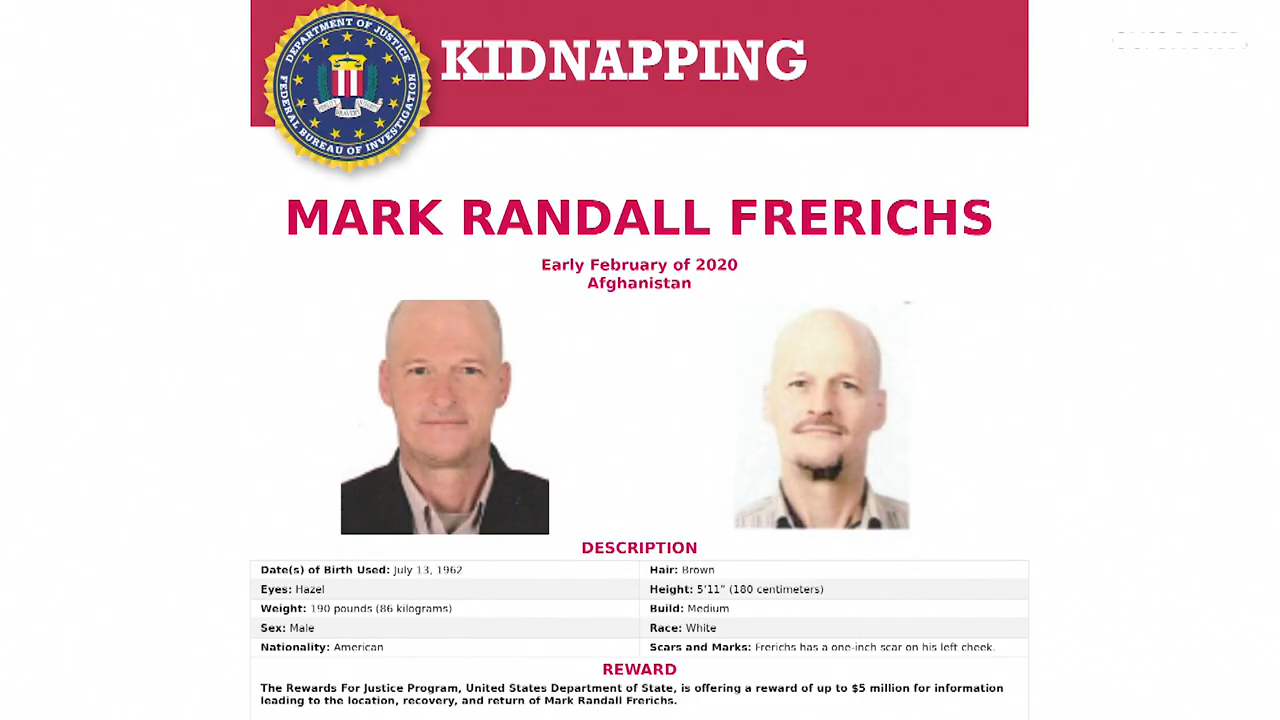 DEPARTMENT OF JUSTICE
FEDERAL BUREAU OF INVESTIGATION
KIDNAPPING
MARK RANDALL FRERICHS
Early February of 2020
Afghanistan
DESCRIPTION
Date(s) of Birth Used: July 13, 1962
Hair: Brown
Eyes: Hazel
Height: 5'11" (180 centimeters)
Weight: 190 pounds (86 kilograms)
Build: Medium
Sex: Male
Race: White
Nationality: American
Scars and Marks: Frerichs has a one-inch scar on his left cheek.
REWARD
The Rewards For Justice Program, United States Department of State, is offering a reward of up to $5 million for information
leading to the location, recovery, and return of Mark Randall Frerichs.